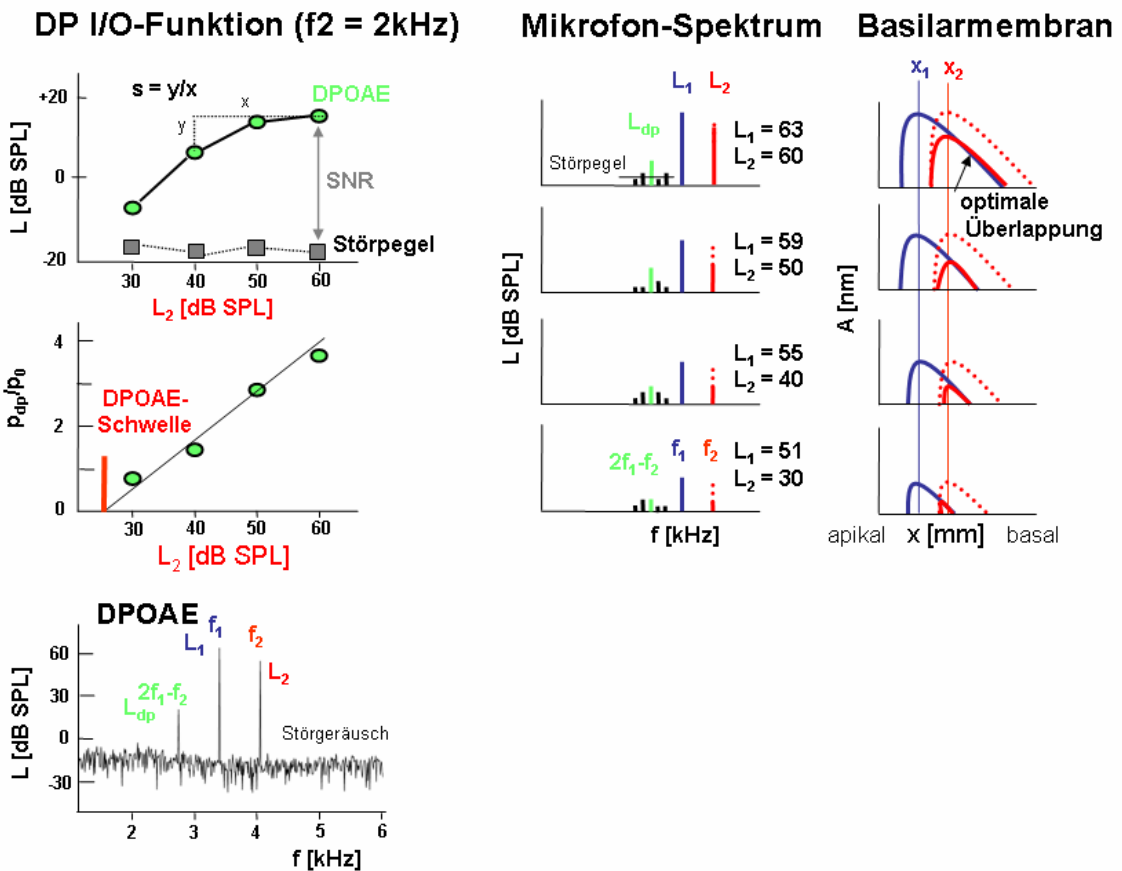 DP I/O-Funktion (f2 = 2kHz)
Mikrofon-Spektrum
Basilarmembran
L [dB SPL]
+20
0
-20
s = y/x
x
y
DPOAE
SNR
Störpegel
30
40
50
60
L₂ [dB SPL]
p_dp/p₀
4
2
0
DPOAE-
Schwelle
30
40
50
60
L₂ [dB SPL]
DPOAE
L [dB SPL]
60
30
0
-30
L_dp
2f₁-f₂
L₁
f₁
f₂
L₂
Störgeräusch
2
3
4
5
6
f [kHz]
L [dB SPL]
L₁
L₂
L_dp
Störpegel
L₁ = 63
L₂ = 60
L₁ = 59
L₂ = 50
L₁ = 55
L₂ = 40
2f₁-f₂
f₁
f₂
L₁ = 51
L₂ = 30
f [kHz]
A [nm]
x₁
x₂
optimale
Überlappung
apikal
x [mm]
basal